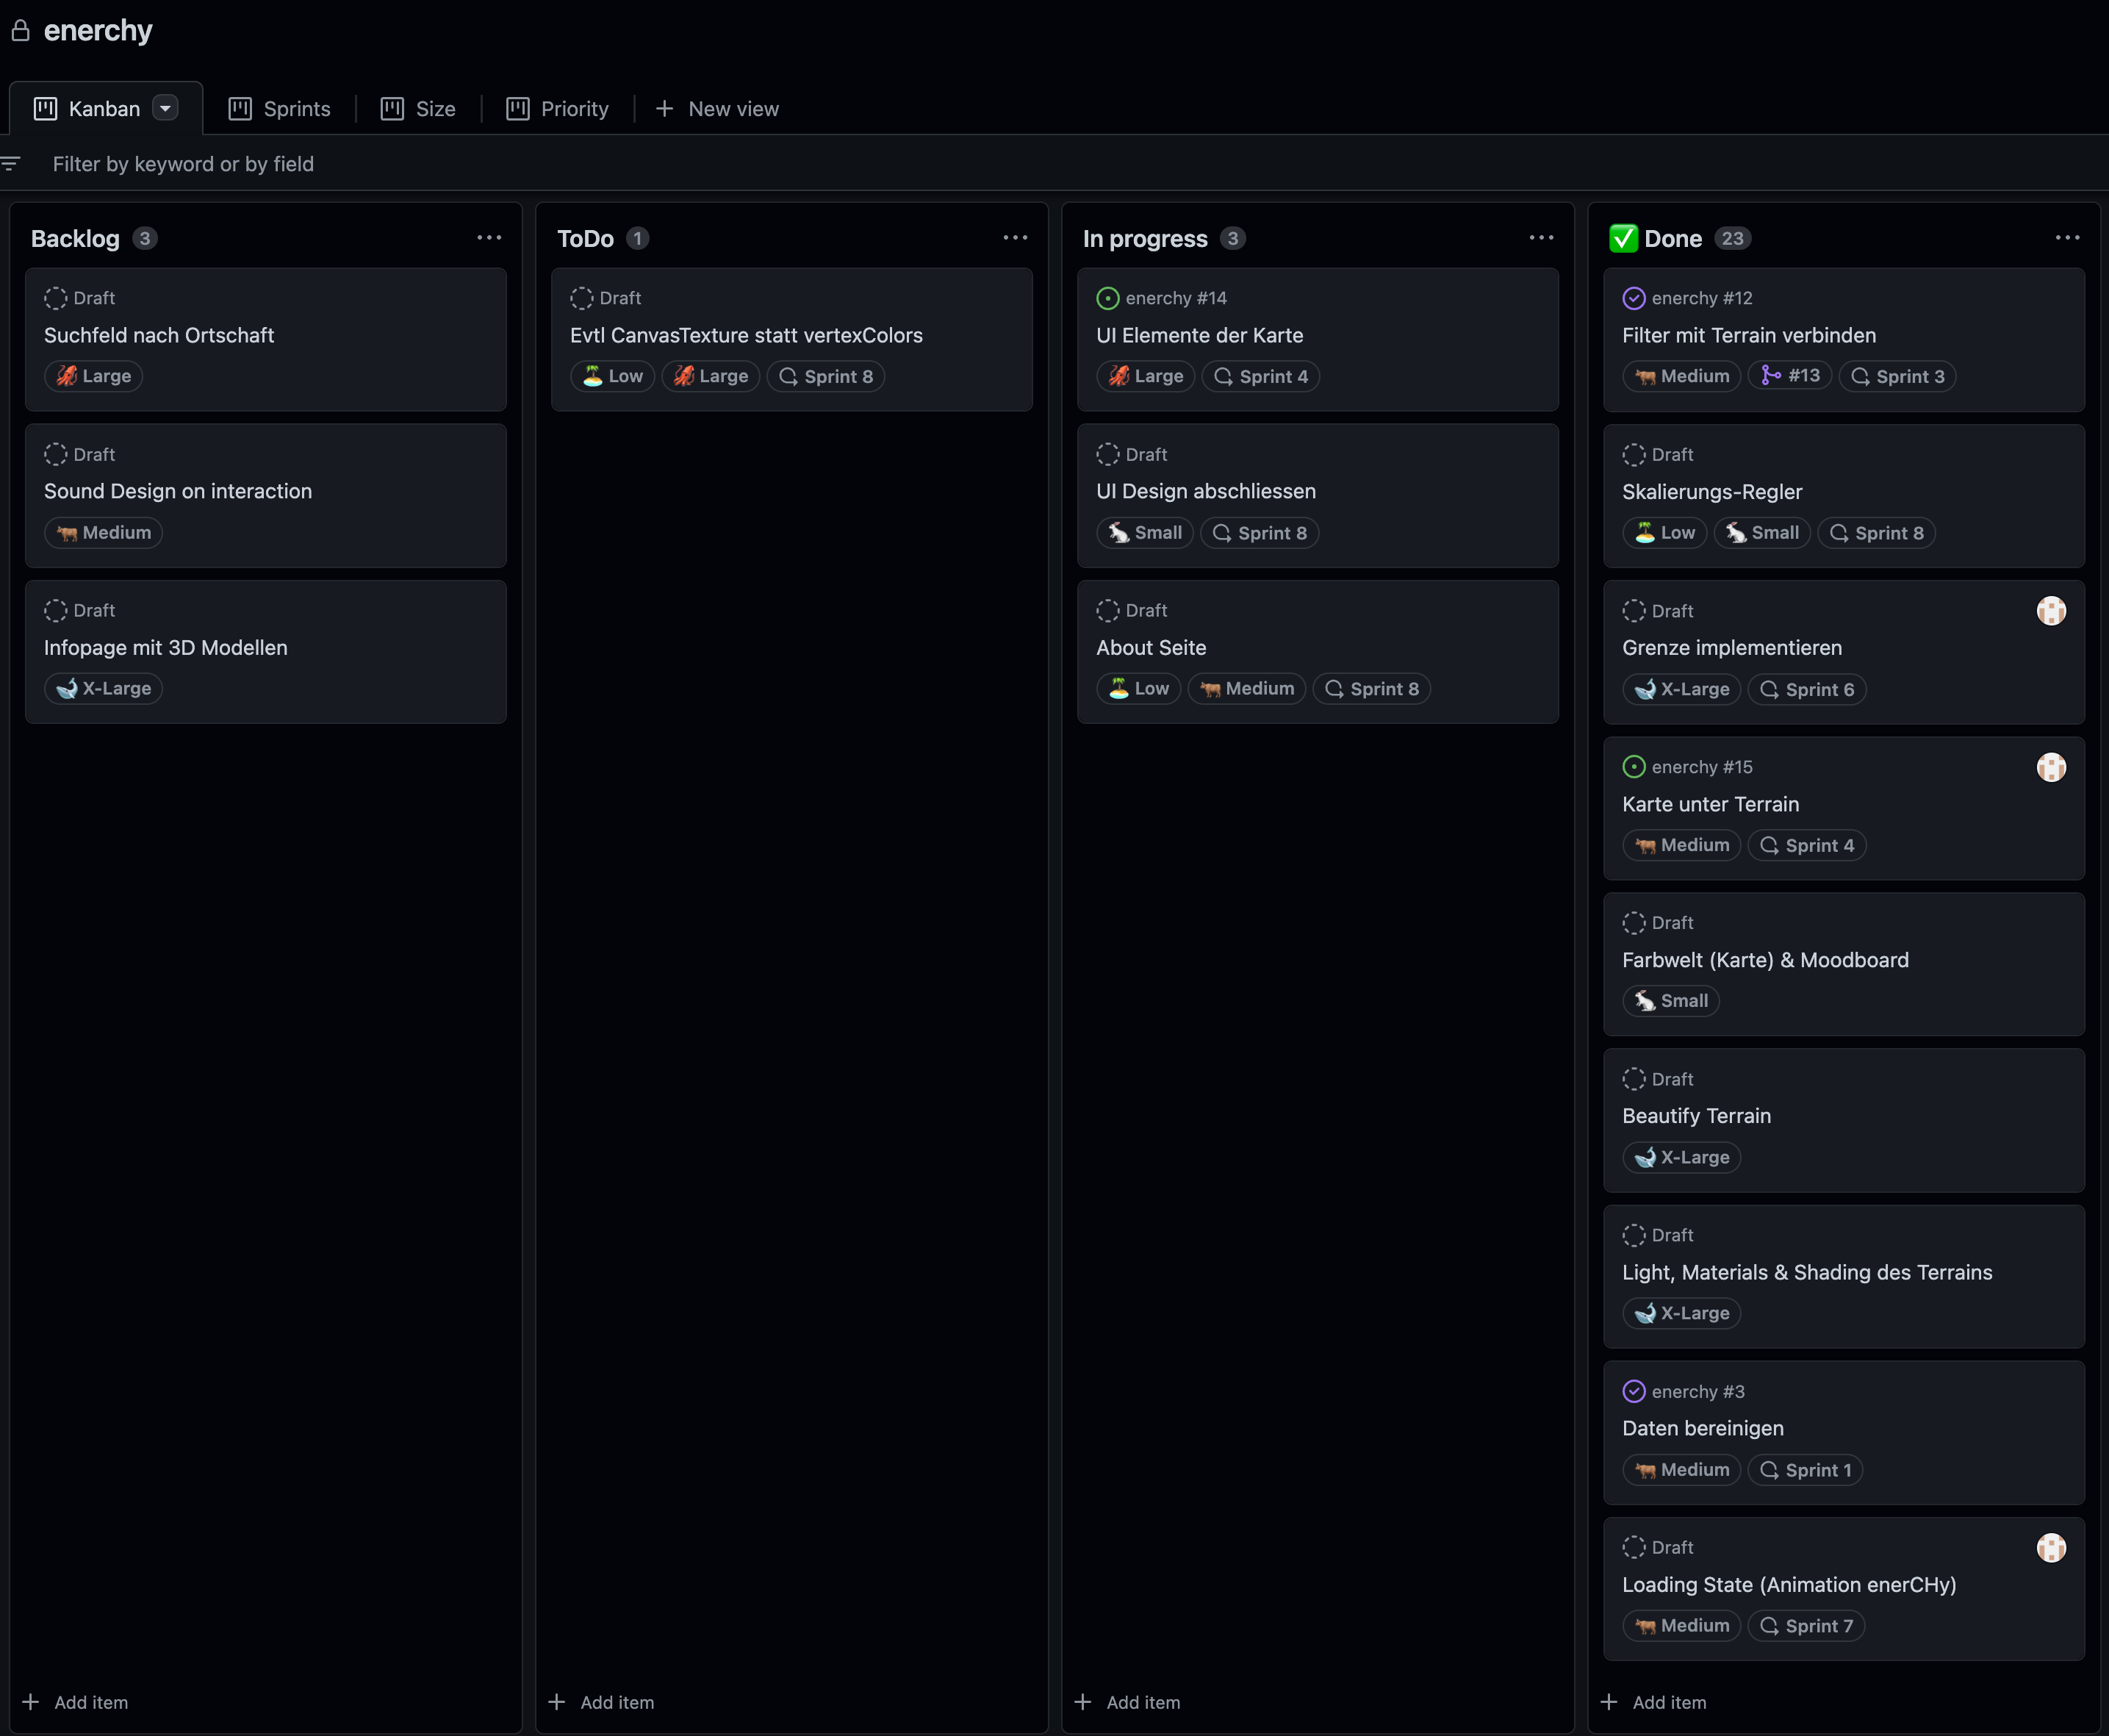 enerchy
Kanban
Sprints
Size
Priority
New view
Filter by keyword or by field
Backlog 3
Draft
Suchfeld nach Ortschaft
Large
Draft
Sound Design on interaction
Medium
Draft
Infopage mit 3D Modellen
X-Large
Add item
ToDo 1
Draft
Evtl CanvasTexture statt vertexColors
Low Large Sprint 8
Add item
In progress 3
enerchy #14
UI Elemente der Karte
Large Sprint 4
Draft
UI Design abschliessen
Small Sprint 8
Draft
About Seite
Low Medium Sprint 8
Add item
✅ Done 23
enerchy #12
Filter mit Terrain verbinden
Medium #13 Sprint 3
Draft
Skalierungs-Regler
Low Small Sprint 8
Draft
Grenze implementieren
X-Large Sprint 6
enerchy #15
Karte unter Terrain
Medium Sprint 4
Draft
Farbwelt (Karte) & Moodboard
Small
Draft
Beautify Terrain
X-Large
Draft
Light, Materials & Shading des Terrains
X-Large
enerchy #3
Daten bereinigen
Medium Sprint 1
Draft
Loading State (Animation enerCHy)
Medium Sprint 7
Add item